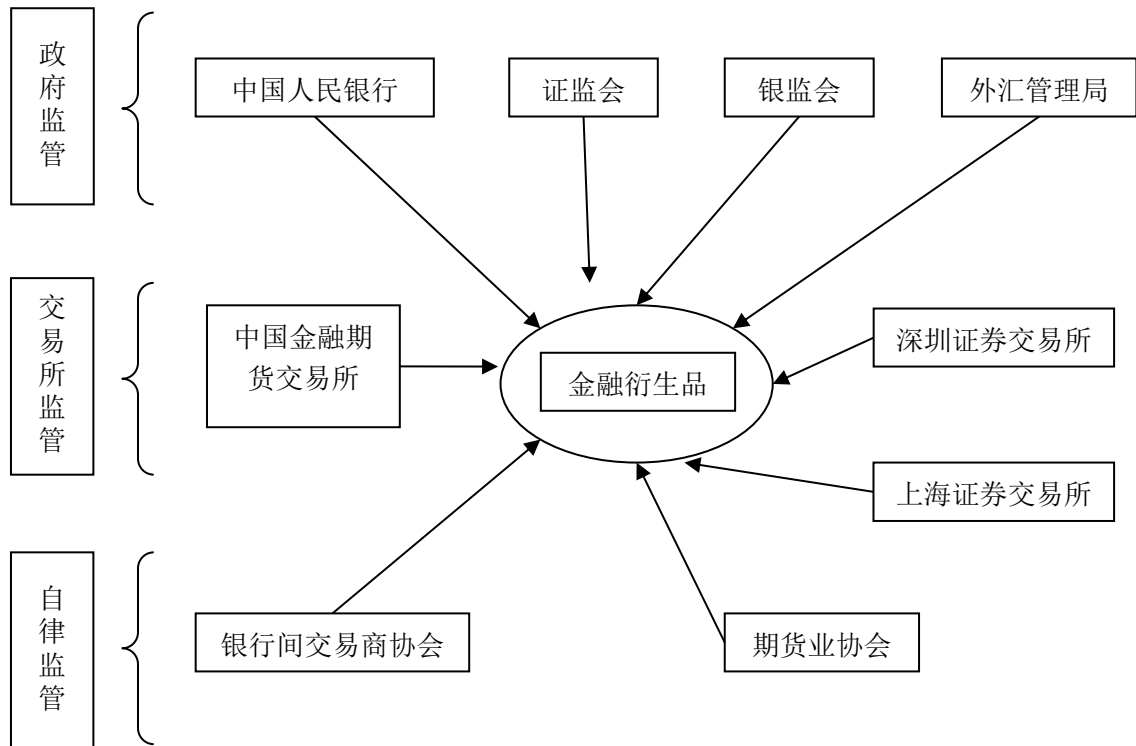 政府监管
中国人民银行
证监会
银监会
外汇管理局
交易所监管
中国金融期
货交易所
金融衍生品
深圳证券交易所
上海证券交易所
自律监管
银行间交易商协会
期货业协会